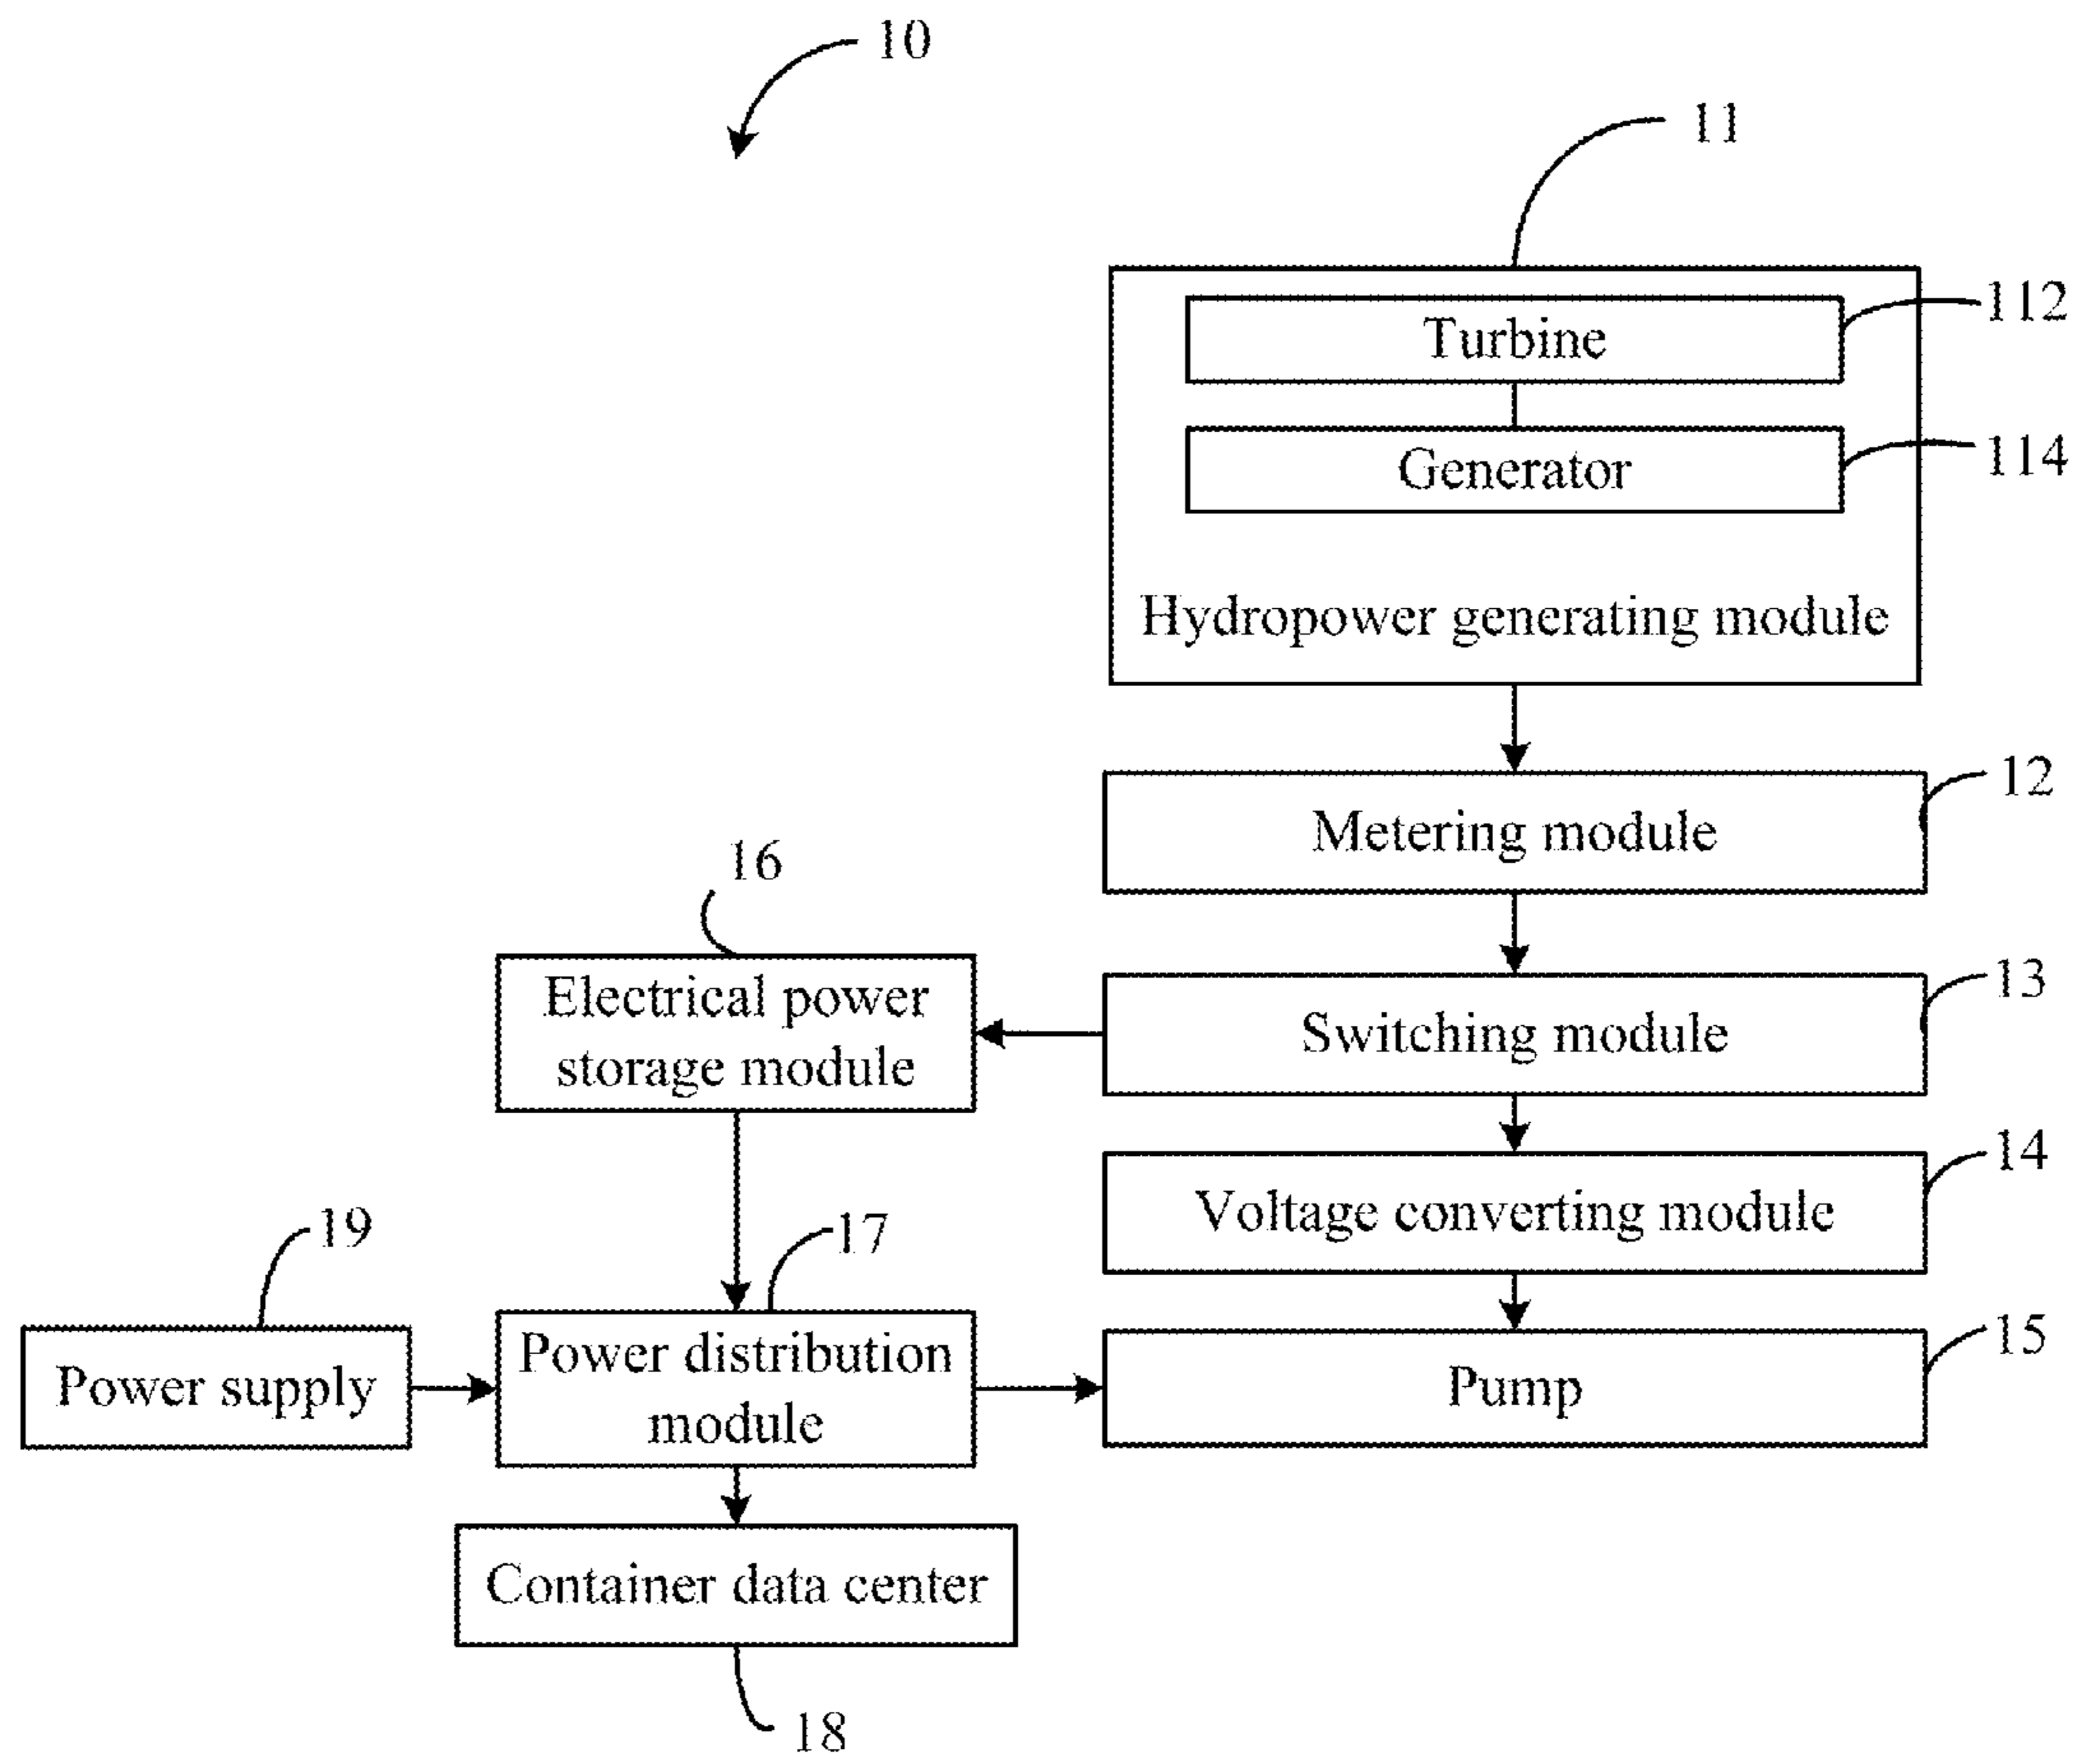 10
11
Turbine
112
Generator
114
Hydropower generating module
Metering module
12
16
Electrical power
storage module
Switching module
13
Voltage converting module
14
19
17
Power supply
Power distribution
module
Pump
15
Container data center
18